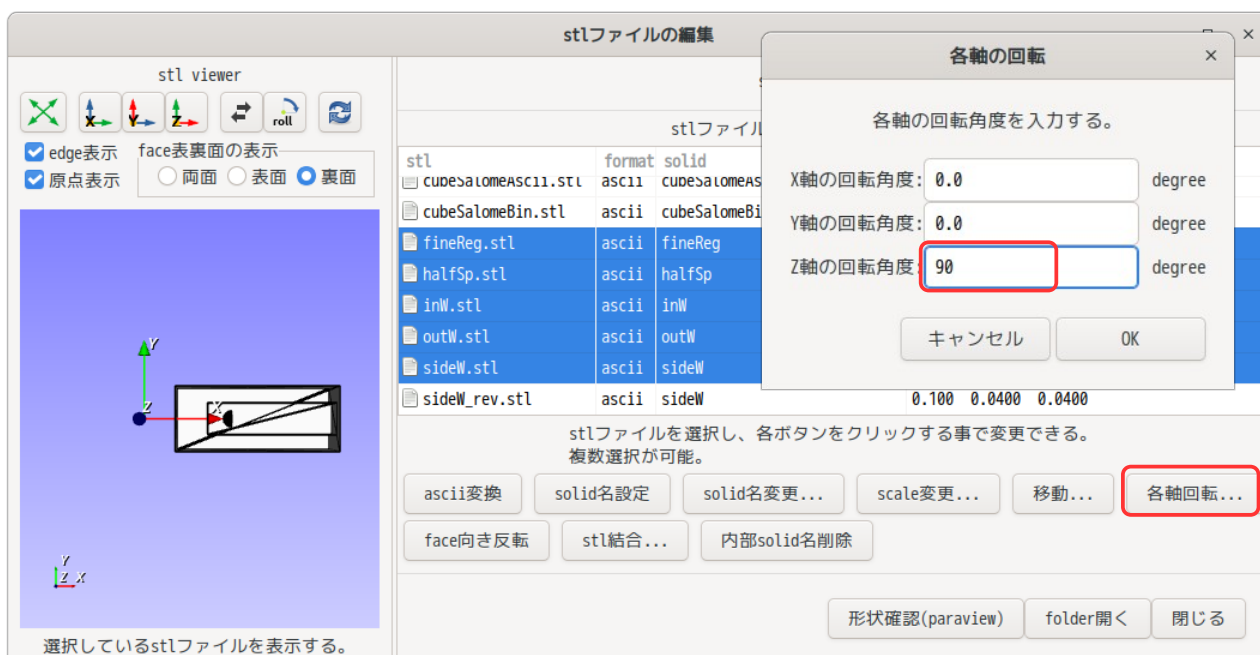 stlファイルの編集
stl viewer
roll
edge表示
原点表示
face表裏面の表示
両面 表面 裏面
Y
Z X
Y
Z X
選択しているstlファイルを表示する。
stlファイル
stl format solid
cubeSalomeAscii.stl ascii cubeSalomeAs
cubeSalomeBin.stl ascii cubeSalomeBi
fineReg.stl ascii fineReg
halfSp.stl ascii halfSp
inW.stl ascii inW
outW.stl ascii outW
sideW.stl ascii sideW
sideW_rev.stl ascii sideW 0.100 0.0400 0.0400
stlファイルを選択し、各ボタンをクリックする事で変更できる。
複数選択が可能。
ascii変換 solid名設定 solid名変更... scale変更... 移動... 各軸回転...
face向き反転 stl結合... 内部solid名削除
形状確認(paraview) folder開く 閉じる
各軸の回転
各軸の回転角度を入力する。
X軸の回転角度: 0.0 degree
Y軸の回転角度: 0.0 degree
Z軸の回転角度 90 degree
キャンセル OK